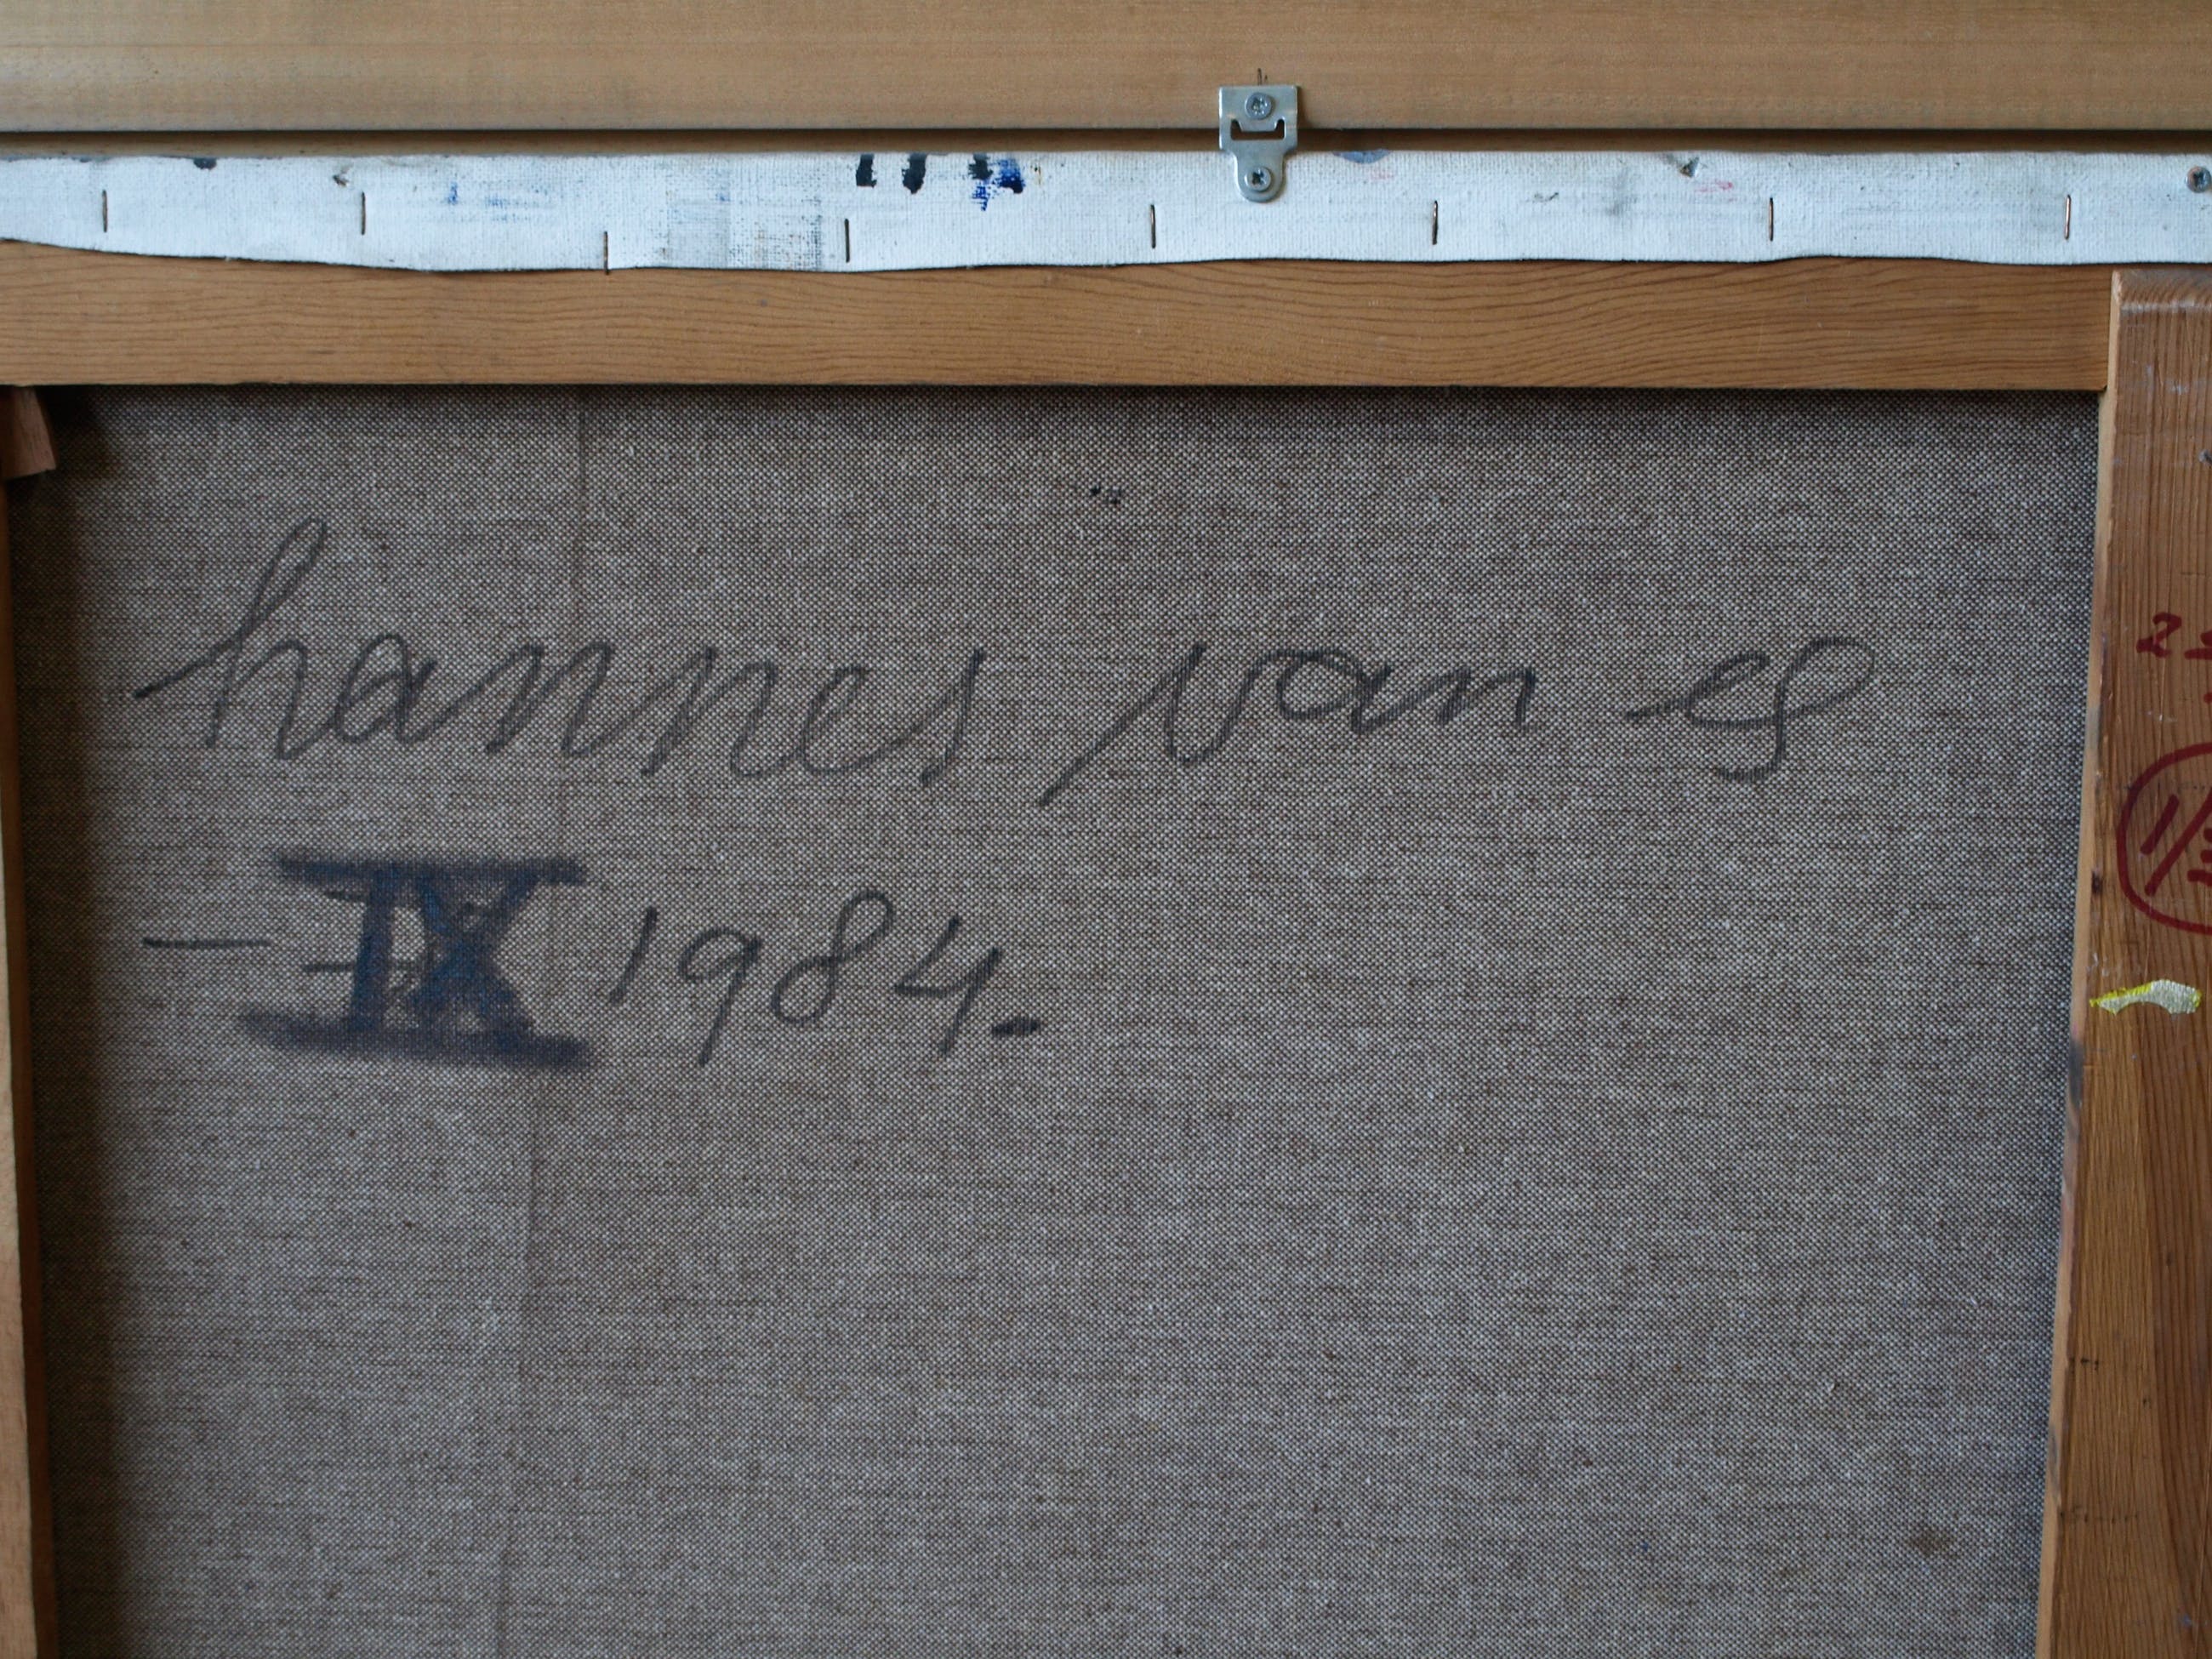 hannes van es
- IX 1984.